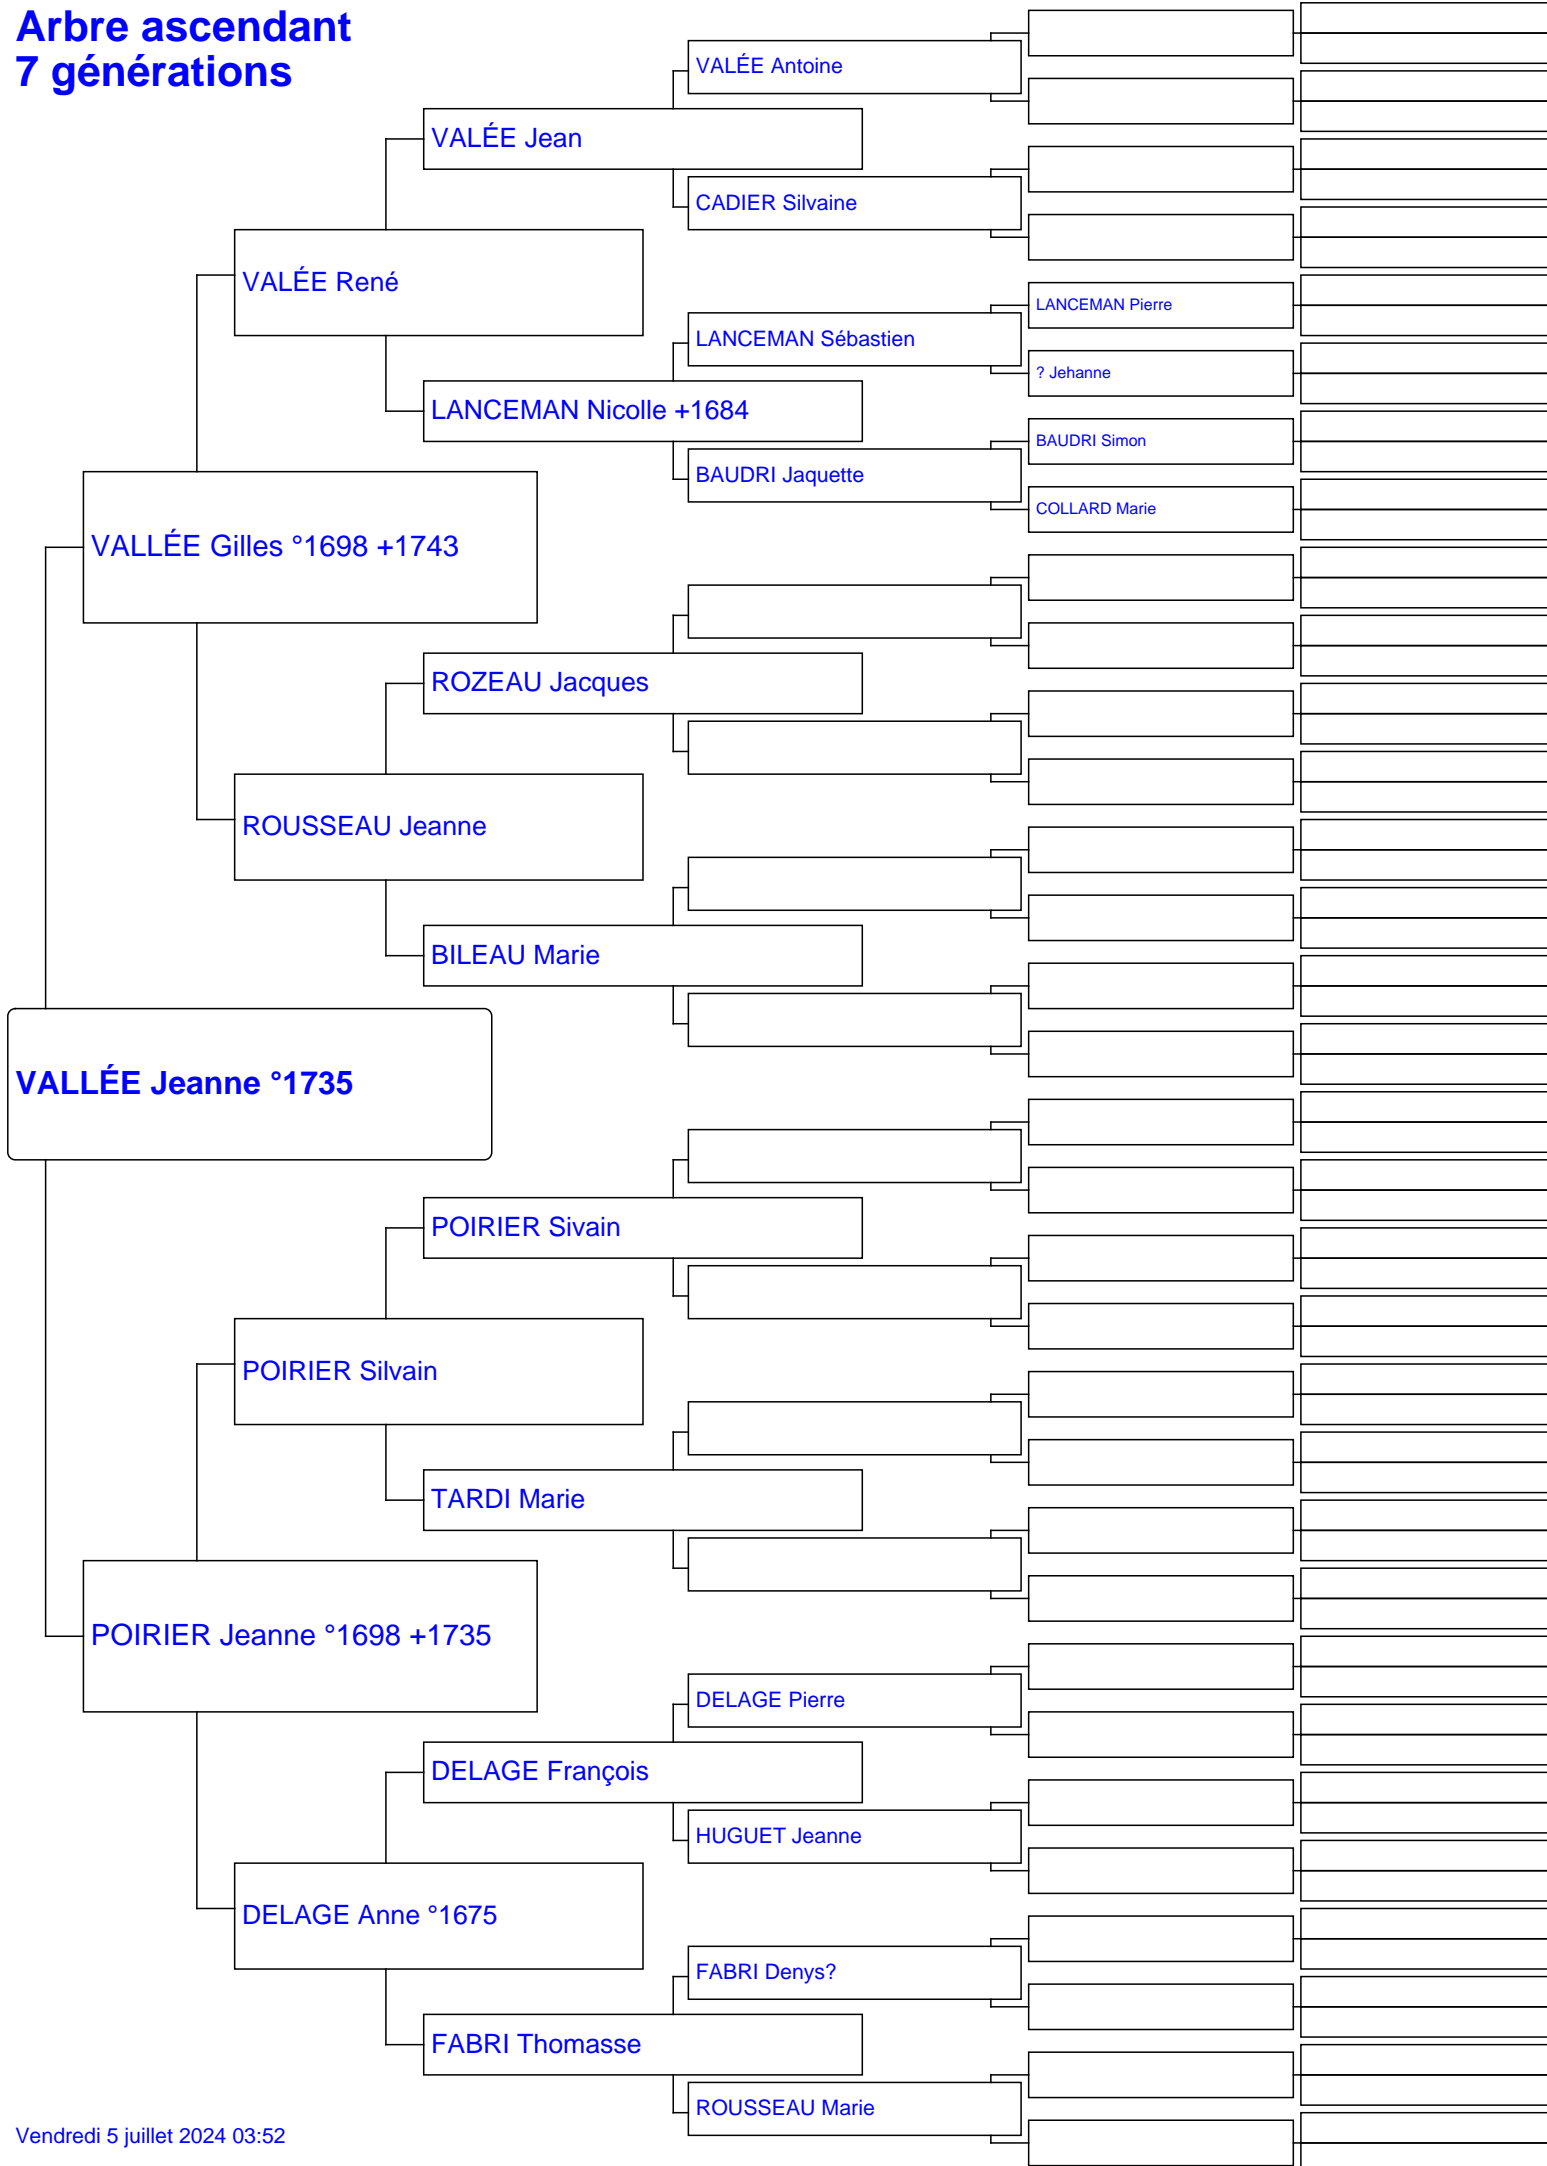 Arbre ascendant
7 générations
VALÉE Antoine
VALÉE Jean
CADIER Silvaine
VALÉE René
LANCEMAN Pierre
LANCEMAN Sébastien
? Jehanne
LANCEMAN Nicolle +1684
BAUDRI Simon
BAUDRI Jaquette
COLLARD Marie
VALLÉE Gilles °1698 +1743
ROZEAU Jacques
ROUSSEAU Jeanne
BILEAU Marie
VALLÉE Jeanne °1735
POIRIER Sivain
POIRIER Silvain
TARDI Marie
POIRIER Jeanne °1698 +1735
DELAGE Pierre
DELAGE François
HUGUET Jeanne
DELAGE Anne °1675
FABRI Denys?
FABRI Thomasse
ROUSSEAU Marie
Vendredi 5 juillet 2024 03:52